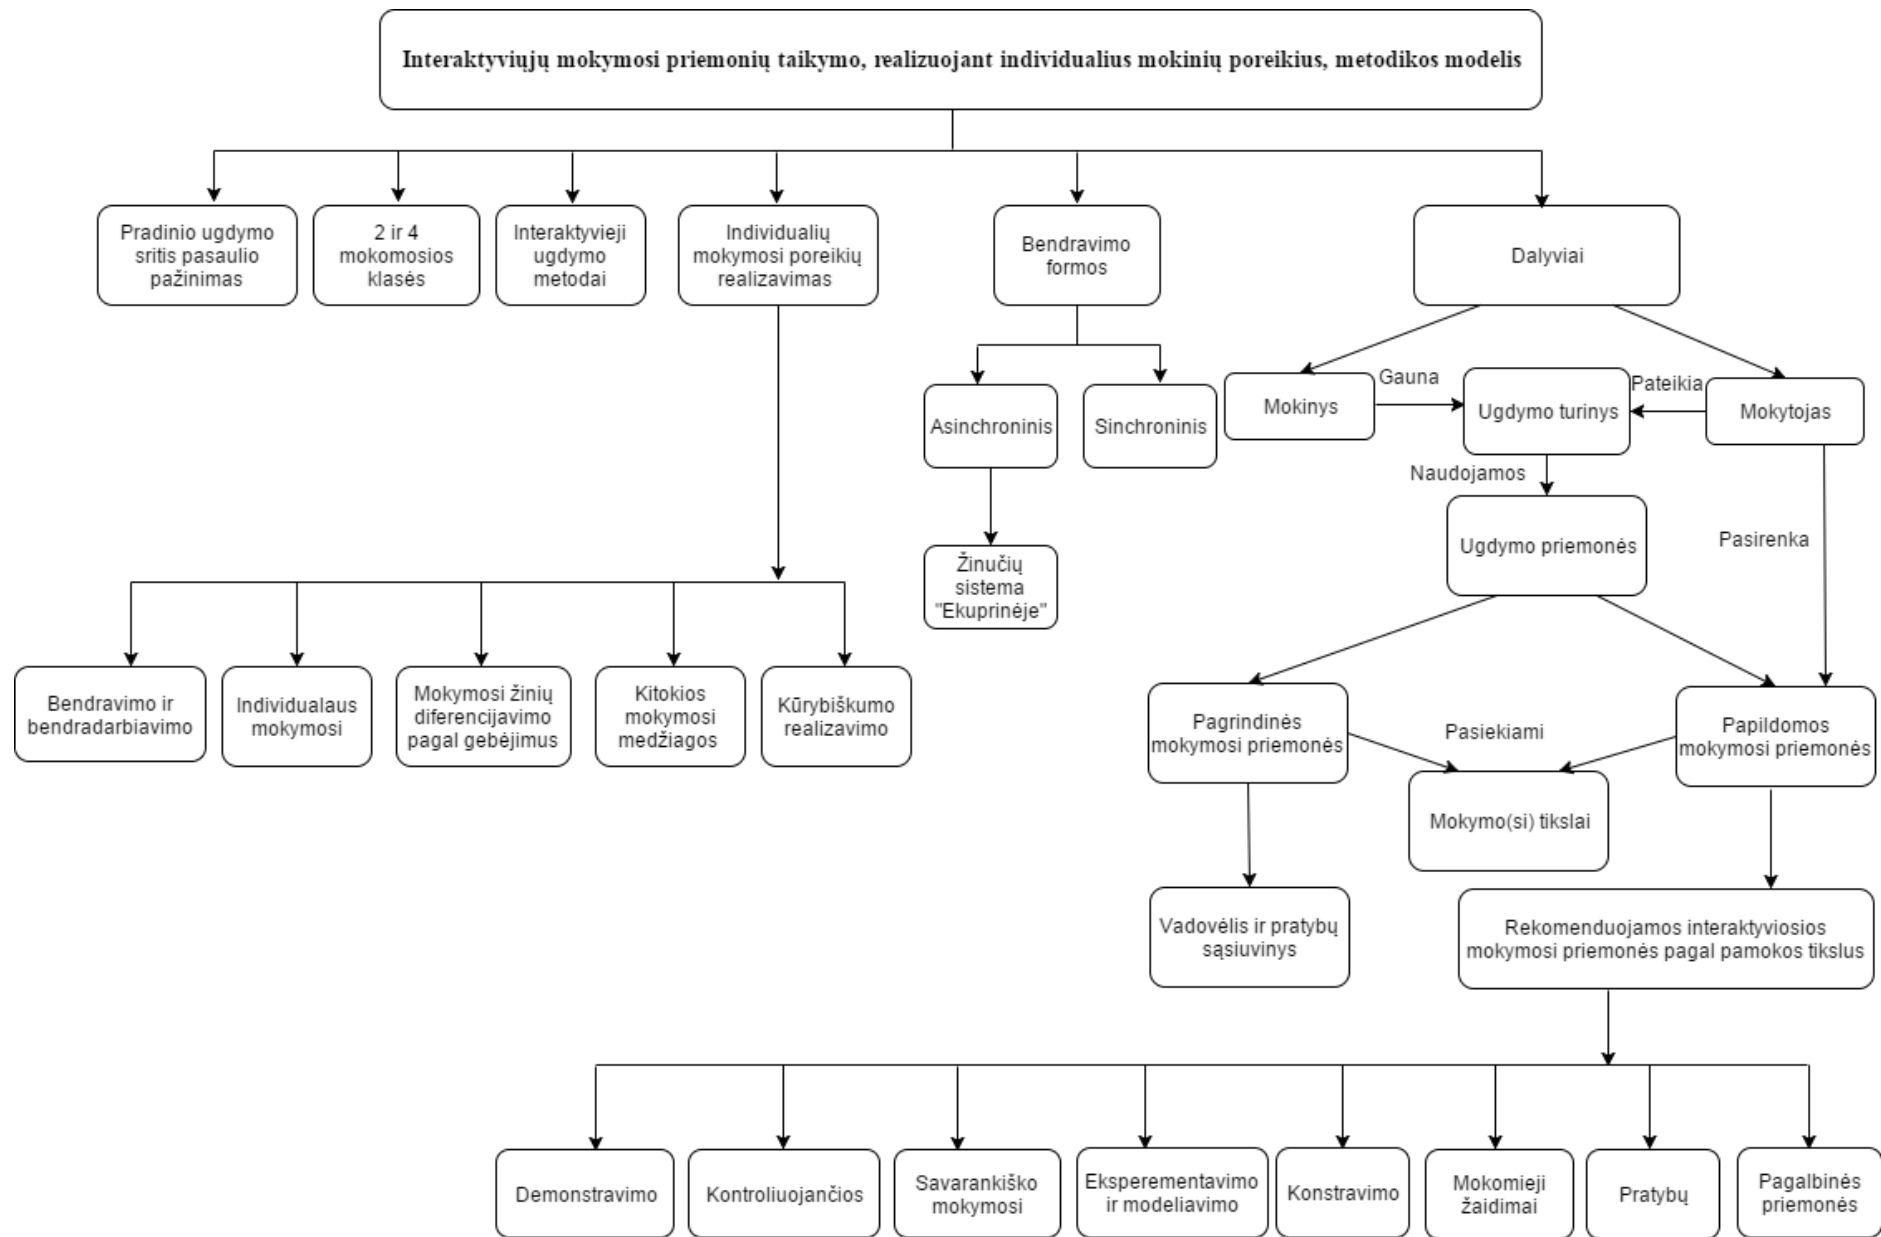 Interaktyviųjų mokymosi priemonių taikymo, realizuojant individualius mokinių poreikius, metodikos modelis
Pradinio ugdymo
sritis pasaulio
pažinimas
2 ir 4
mokomosios
klasės
Interaktyvieji
ugdymo
metodai
Individualių
mokymosi poreikių
realizavimas
Bendravimo
formos
Dalyviai
Asinchroninis
Sinchroninis
Mokinys
Gauna
Ugdymo turinys
Pateikia
Mokytojas
Naudojamos
Ugdymo priemonės
Pasirenka
Žinučių
sistema
"Ekuprinėje"
Bendravimo ir
bendradarbiavimo
Individualaus
mokymosi
Mokymosi žinių
diferencijavimo
pagal gebėjimus
Kitokios
mokymosi
medžiagos
Kūrybiškumo
realizavimo
Pagrindinės
mokymosi priemonės
Pasiekiami
Papildomos
mokymosi priemonės
Mokymo(si) tikslai
Vadovėlis ir pratybų
sąsiuvinys
Rekomenduojamos interaktyviosios
mokymosi priemonės pagal pamokos tikslus
Demonstravimo
Kontroliuojančios
Savarankiško
mokymosi
Eksperementavimo
ir modeliavimo
Konstravimo
Mokomieji
žaidimai
Pratybų
Pagalbinės
priemonės